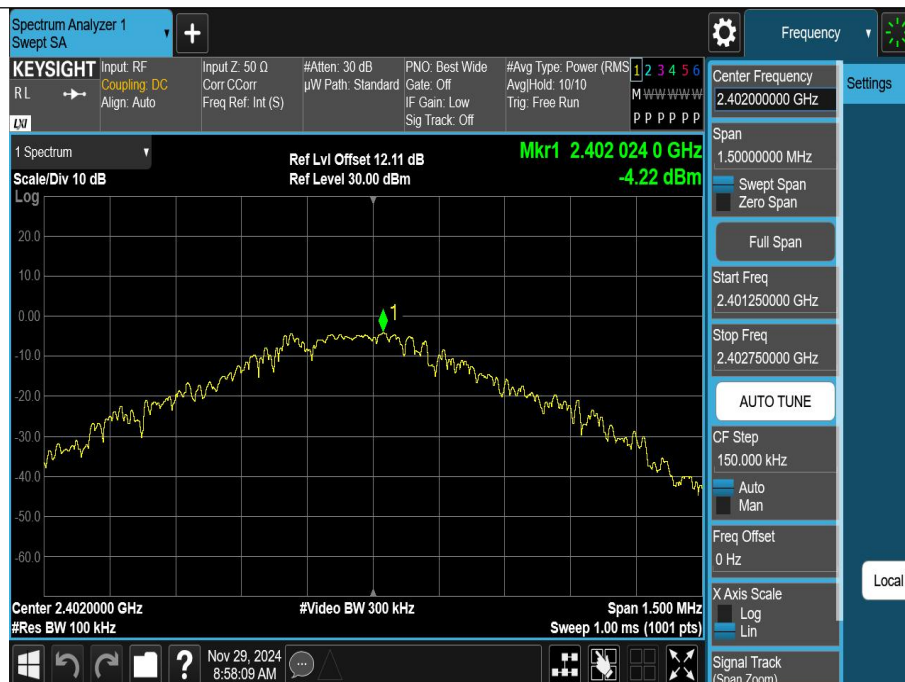 Spectrum Analyzer 1
Swept SA
+
Frequency
KEYSIGHT
RL
LXI
Input: RF
Coupling: DC
Align: Auto
Input Z: 50 Ω
Corr CCorr
Freq Ref: Int (S)
#Atten: 30 dB
µW Path: Standard
PNO: Best Wide
Gate: Off
IF Gain: Low
Sig Track: Off
#Avg Type: Power (RMS
Avg|Hold: 10/10
Trig: Free Run
1 2 3 4 5 6
M W W W W W
P P P P P P
1 Spectrum
Scale/Div 10 dB
Log
Ref Lvl Offset 12.11 dB
Ref Level 30.00 dBm
Mkr1 2.402 024 0 GHz
-4.22 dBm
20.0
10.0
0.00
-10.0
-20.0
-30.0
-40.0
-50.0
-60.0
1
Center 2.4020000 GHz
#Res BW 100 kHz
#Video BW 300 kHz
Span 1.500 MHz
Sweep 1.00 ms (1001 pts)
?
Nov 29, 2024
8:58:09 AM
Center Frequency
2.402000000 GHz
Span
1.50000000 MHz
Swept Span
Zero Span
Full Span
Start Freq
2.401250000 GHz
Stop Freq
2.402750000 GHz
AUTO TUNE
CF Step
150.000 kHz
Auto
Man
Freq Offset
0 Hz
X Axis Scale
Log
Lin
Signal Track
(Span Zoom)
Settings
Local